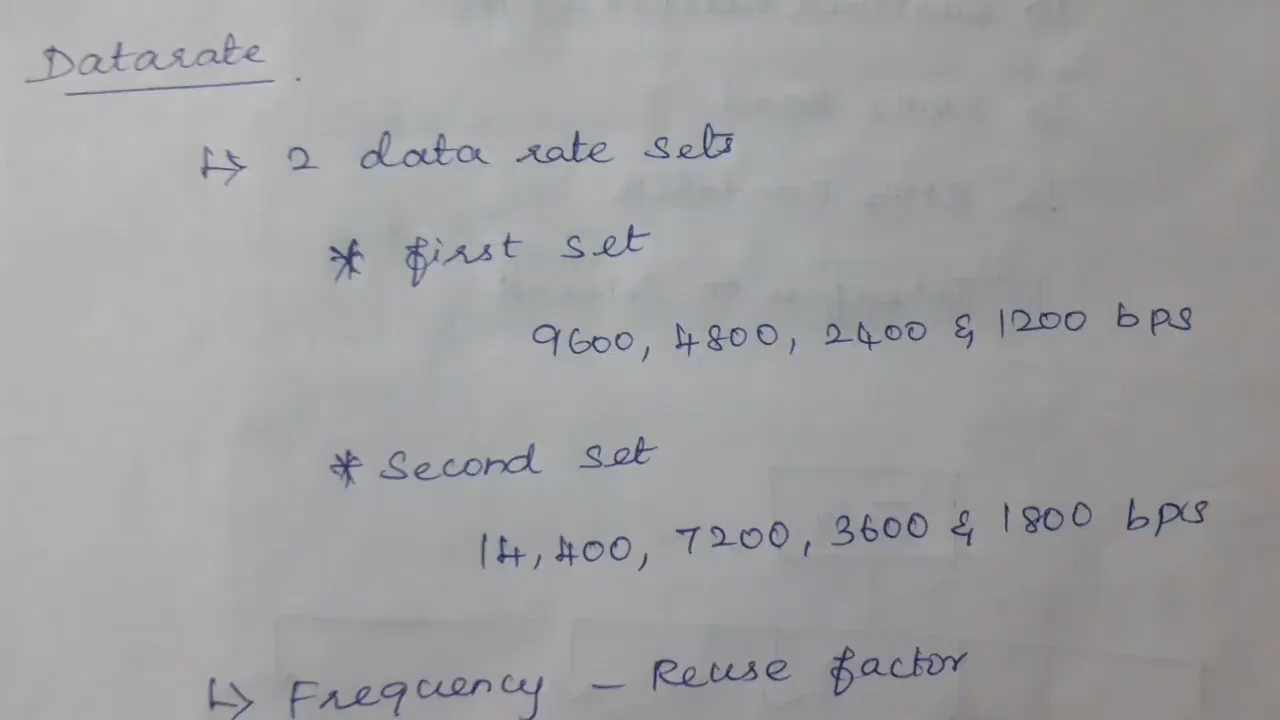 Datarate.
↳ 2 data rate sets
* first set
9600, 4800, 2400 & 1200 bps
* Second set
14,400, 7200, 3600 & 1800 bps
↳ Frequency - Reuse factor